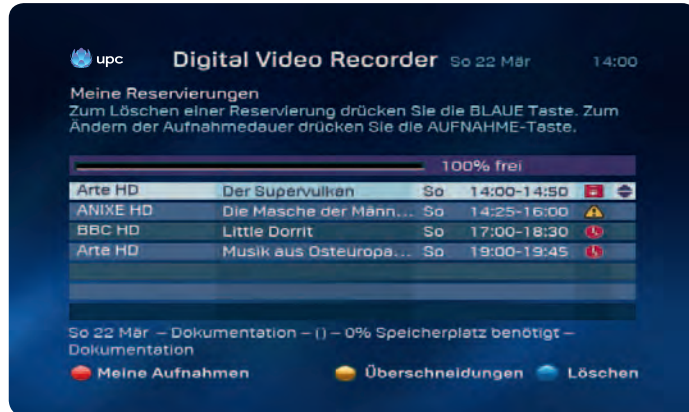 upc Digital Video Recorder So 22 Mär 14:00
Meine Reservierungen
Zum Löschen einer Reservierung drücken Sie die BLAUE Taste. Zum
Ändern der Aufnahmedauer drücken Sie die AUFNAHME-Taste.
100% frei
Arte HD Der Supervulkan So 14:00-14:50
ANIXE HD Die Masche der Männ... So 14:25-16:00
BBC HD Little Dorrit So 17:00-18:30
Arte HD Musik aus Osteuropa... So 19:00-19:45
So 22 Mär – Dokumentation – () – 0% Speicherplatz benötigt –
Dokumentation
Meine Aufnahmen Überschneidungen Löschen